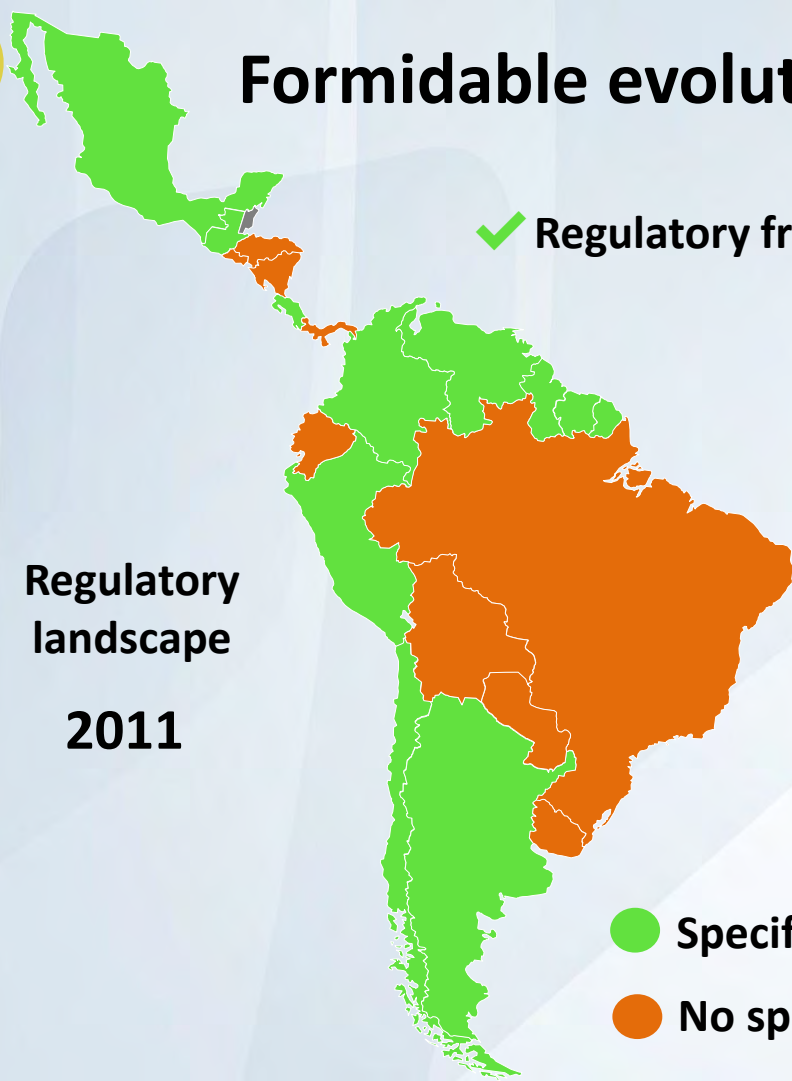 Formidable evolut
Regulatory fr
Regulatory
landscape
2011
Specif
No sp